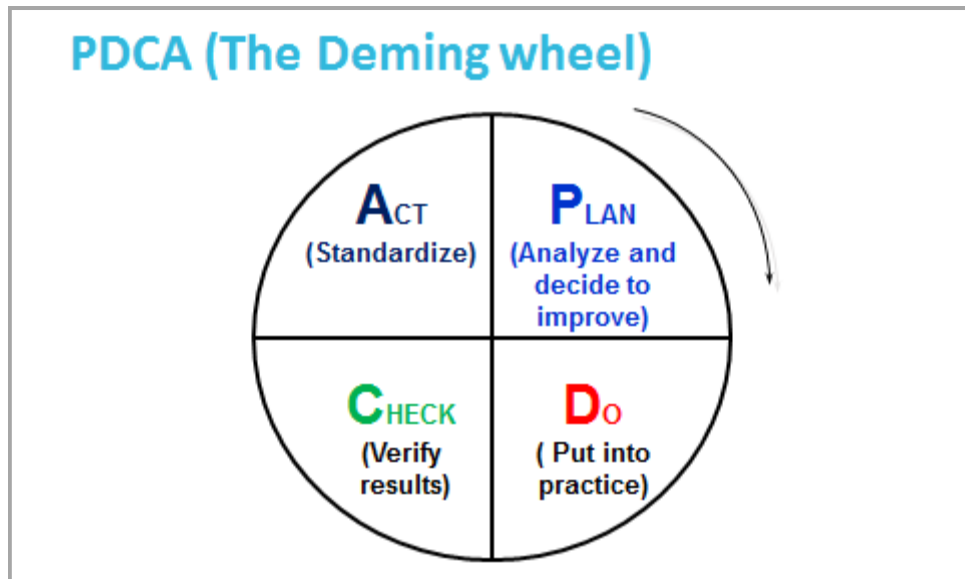 PDCA (The Deming wheel)
ACT
(Standardize)
PLAN
(Analyze and
decide to
improve)
CHECK
(Verify
results)
DO
( Put into
practice)